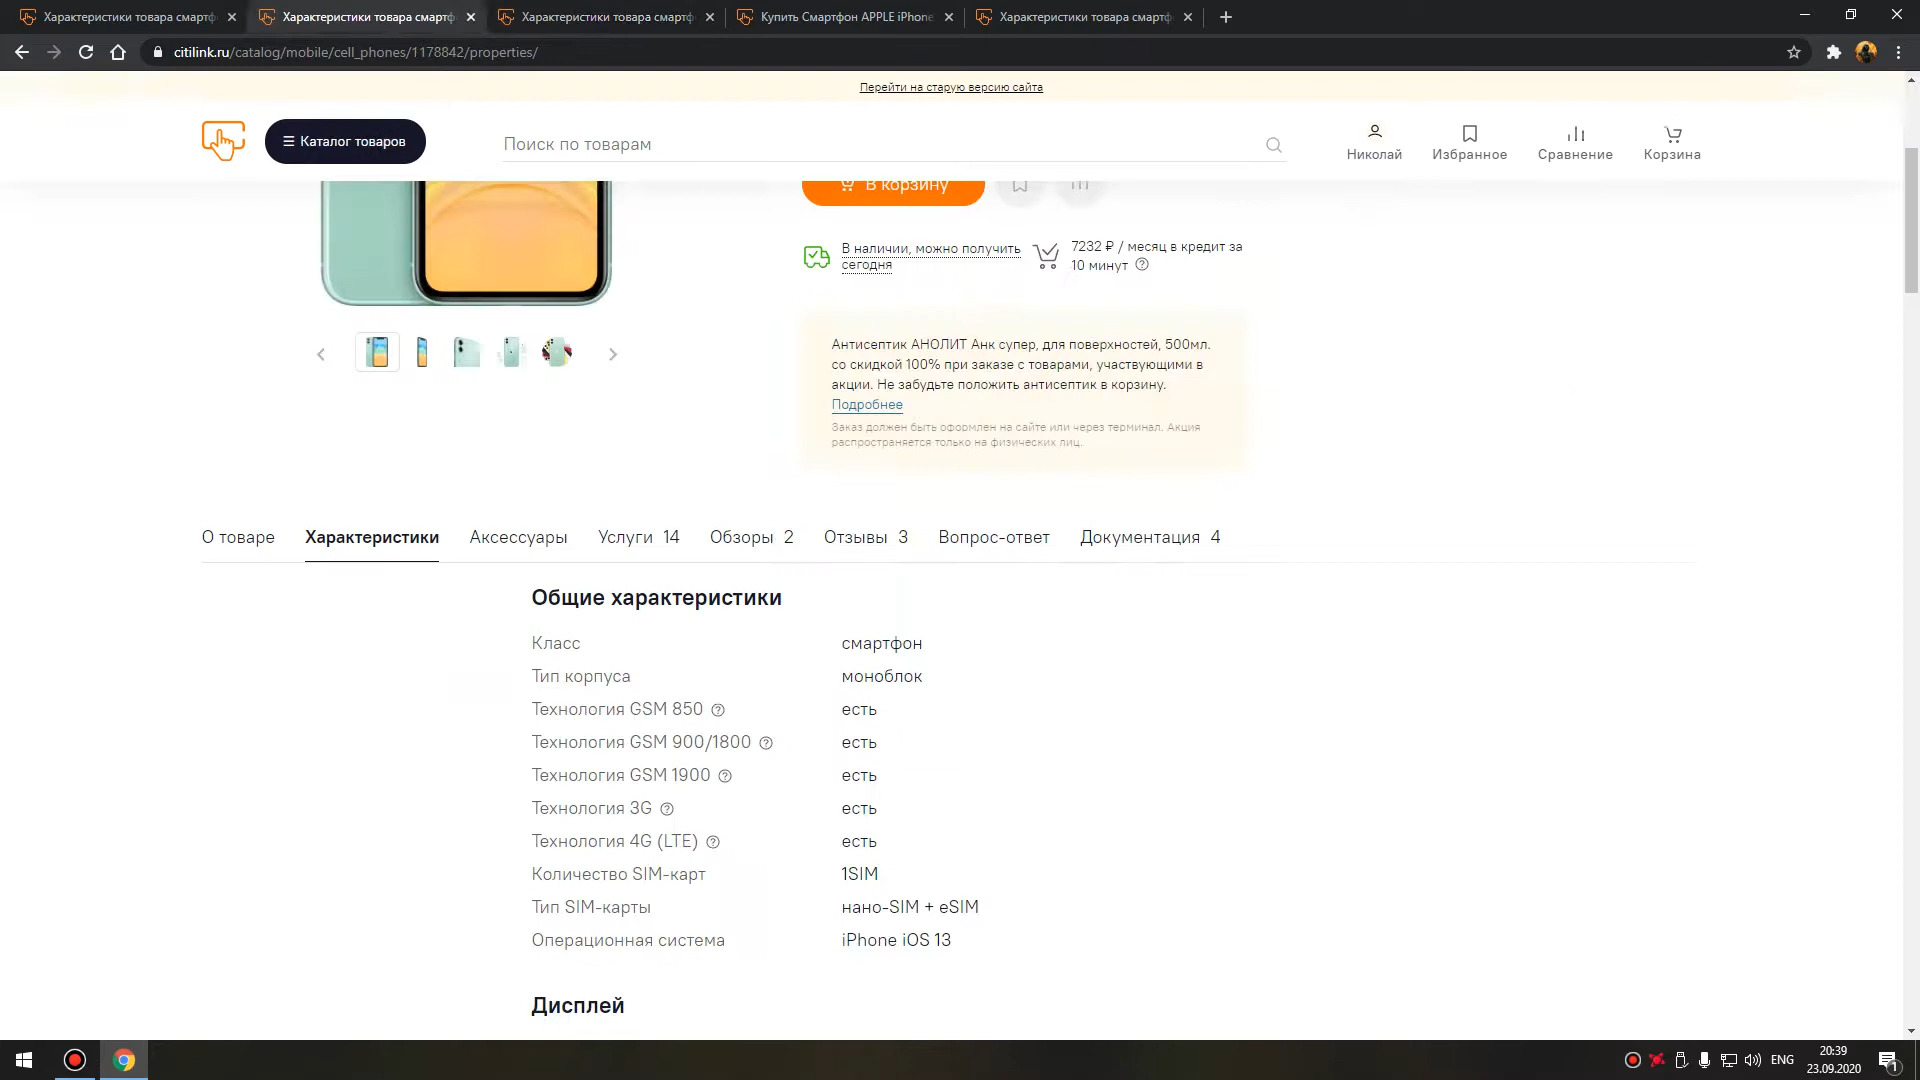 Характеристики товара смартф
Характеристики товара смартф
Характеристики товара смартф
Купить Смартфон APPLE iPhone
Характеристики товара смартф
citilink.ru/catalog/mobile/cell_phones/1178842/properties/
Перейти на старую версию сайта
Каталог товаров
Поиск по товарам
Николай
Избранное
Сравнение
Корзина
В корзину
В наличии, можно получить
сегодня
7232 ₽ / месяц в кредит за
10 минут
Антисептик АНОЛИТ Анк супер, для поверхностей, 500мл.
со скидкой 100% при заказе с товарами, участвующими в
акции. Не забудьте положить антисептик в корзину.
Подробнее
Заказ должен быть оформлен на сайте или через терминал. Акция
распространяется только на физических лиц.
О товаре Характеристики Аксессуары Услуги 14 Обзоры 2 Отзывы 3 Вопрос-ответ Документация 4
Общие характеристики
Класс смартфон
Тип корпуса моноблок
Технология GSM 850 есть
Технология GSM 900/1800 есть
Технология GSM 1900 есть
Технология 3G есть
Технология 4G (LTE) есть
Количество SIM-карт 1SIM
Тип SIM-карты нано-SIM + eSIM
Операционная система iPhone iOS 13
Дисплей
ENG
20:39
23.09.2020
1